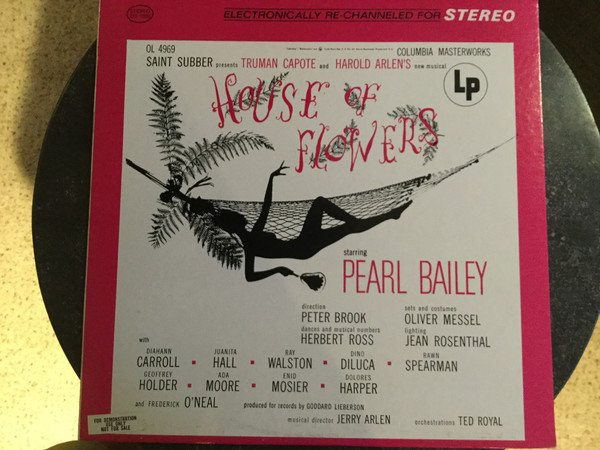 ELECTRONICALLY RE-CHANNELED FOR STEREO
OL 4969
COLUMBIA MASTERWORKS
SAINT SUBBER presents TRUMAN CAPOTE and HAROLD ARLEN'S new musical
LP
HOUSE OF
FLOWERS
starring
PEARL BAILEY
direction
PETER BROOK
sets and costumes
OLIVER MESSEL
dances and musical numbers
HERBERT ROSS
lighting
JEAN ROSENTHAL
with
DIAHANN CARROLL • JUANITA HALL • RAY WALSTON • DINO DILUCA • RAWN SPEARMAN
GEOFFREY HOLDER • ADA MOORE • ENID MOSIER • DOLORES HARPER
and FREDERICK O'NEAL
produced for records by GODDARD LIEBERSON
musical director JERRY ARLEN
orchestrations TED ROYAL
FOR DEMONSTRATION
USE ONLY
NOT FOR SALE